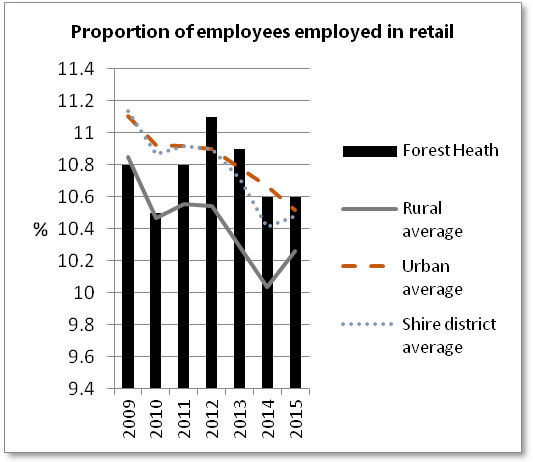 Proportion of employees employed in retail
11.4
11.2
11
10.8
10.6
10.4
10.2
10
9.8
9.6
9.4
%
2009
2010
2011
2012
2013
2014
2015
Forest Heath
Rural
average
Urban
average
Shire district
average